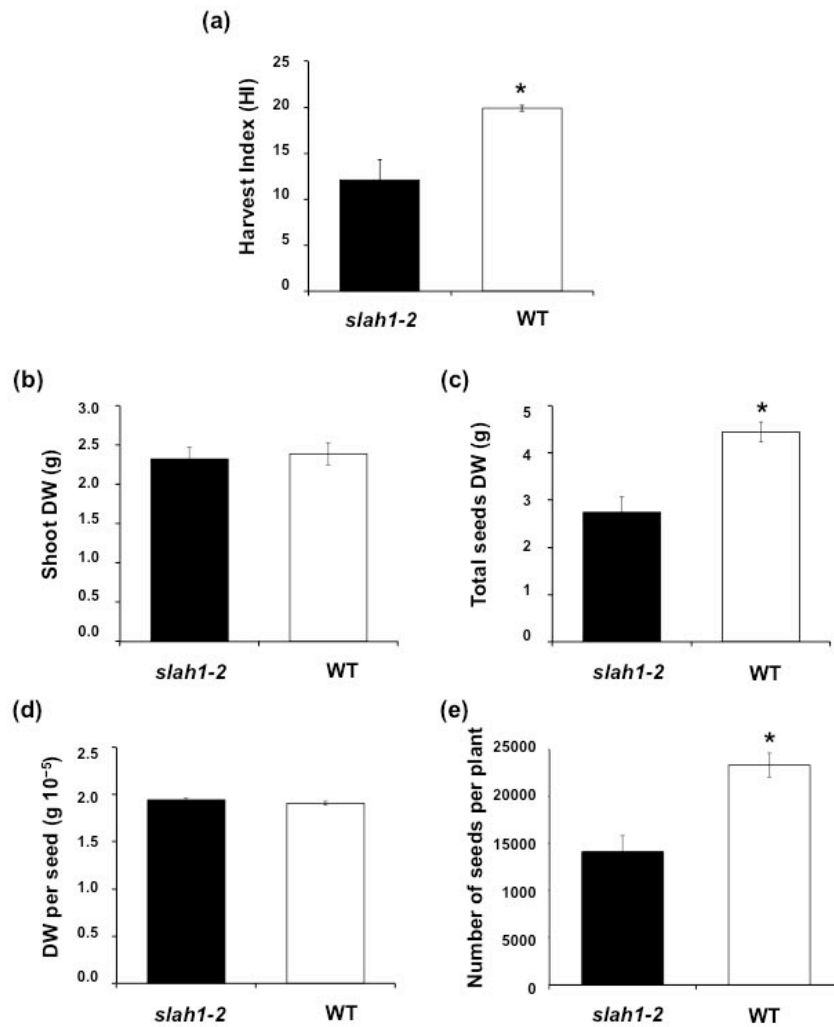 (a)
Harvest Index (HI)
25
20
15
10
5
0
*
slah1-2 WT
(b)
Shoot DW (g)
3.0
2.5
2.0
1.5
1.0
0.5
0.0
slah1-2 WT
(c)
Total seeds DW (g)
5
4
3
2
1
0
*
slah1-2 WT
(d)
DW per seed (g 10⁻⁵)
2.5
2.0
1.5
1.0
0.5
0.0
slah1-2 WT
(e)
Number of seeds per plant
25000
20000
15000
1000
5000
0
*
slah1-2 WT